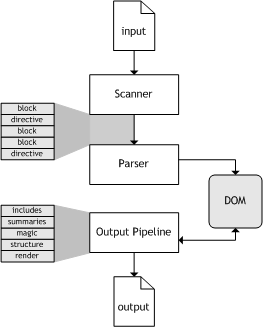 input
Scanner
block
directive
block
block
directive
Parser
DOM
includes
summaries
magic
structure
render
Output Pipeline
output